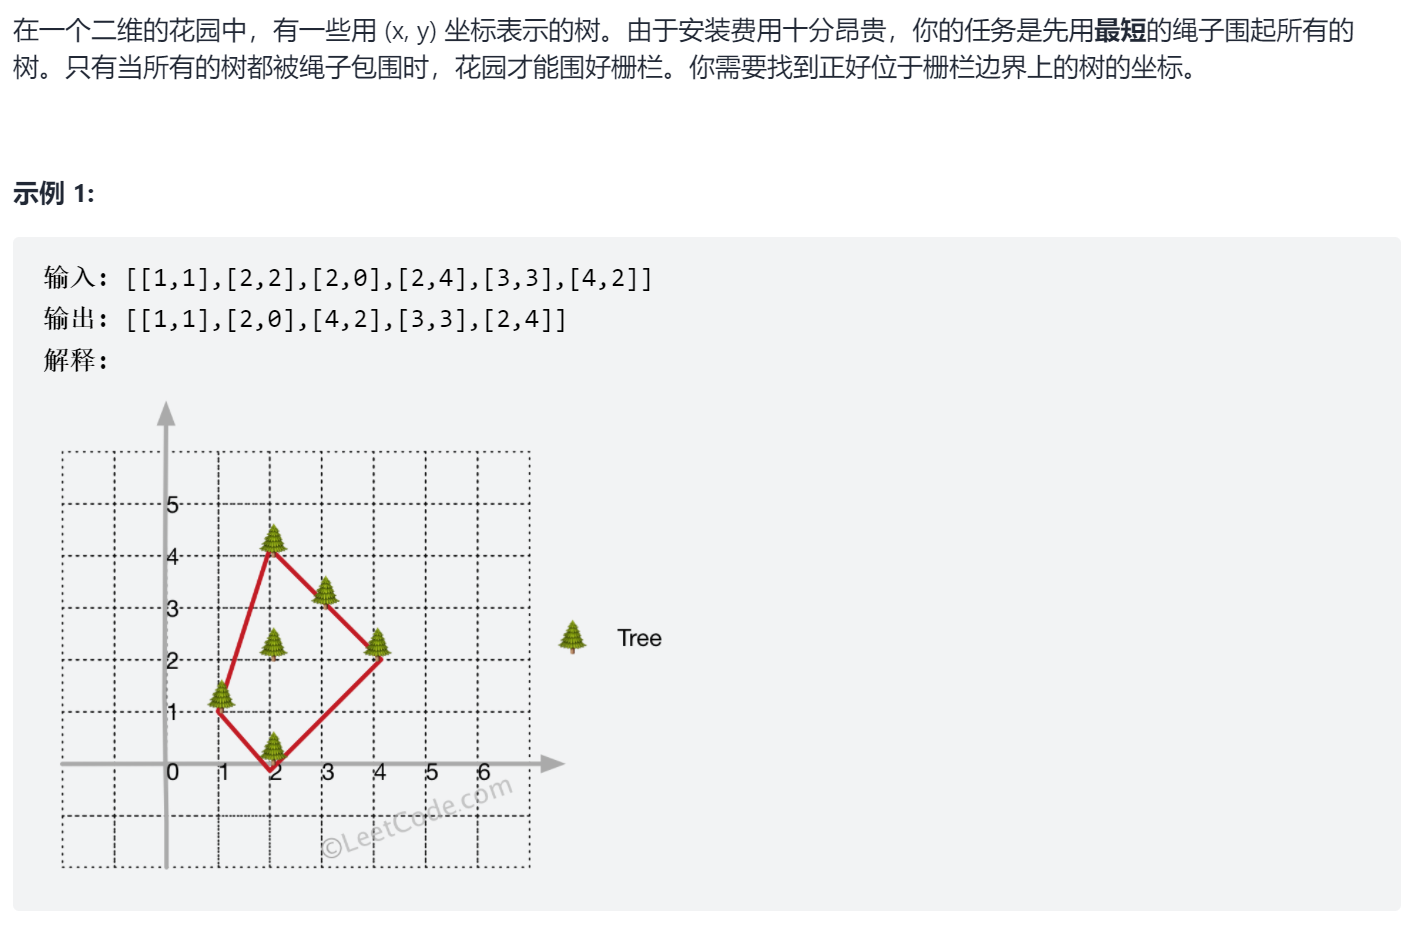 在一个二维的花园中，有一些用 (x, y) 坐标表示的树。由于安装费用十分昂贵，你的任务是先用最短的绳子围起所有的
树。只有当所有的树都被绳子包围时，花园才能围好栅栏。你需要找到正好位于栅栏边界上的树的坐标。
示例 1:
输入: [[1,1],[2,2],[2,0],[2,4],[3,3],[4,2]]
输出: [[1,1],[2,0],[4,2],[3,3],[2,4]]
解释:
5
4
3
2
1
Tree
0 1 2 3 4 5 6
©LeetCode.com